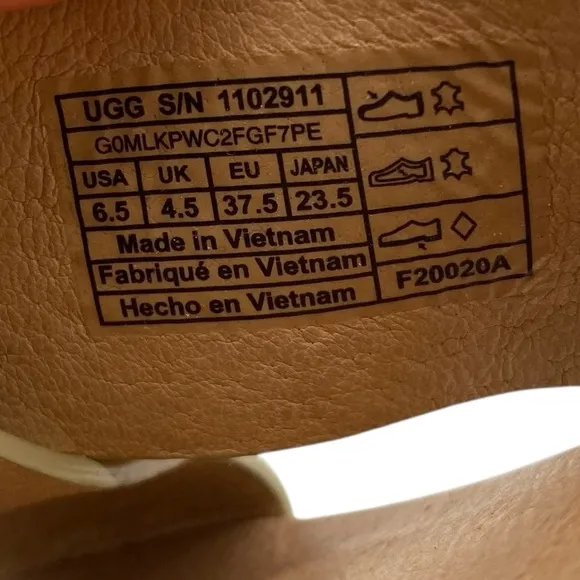 UGG S/N 1102911
G0MLKPWC2FGF7PE
USA UK EU JAPAN
6.5 4.5 37.5 23.5
Made in Vietnam
Fabriqué en Vietnam
Hecho en Vietnam
F20020A